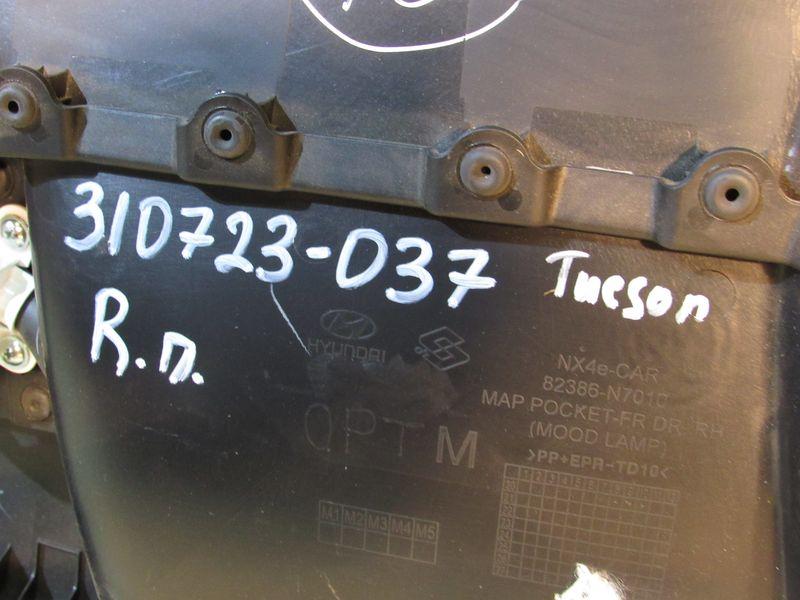 310723-037 Tucson
R.п.
HYUNDAI
NX4e-CAR
82386-N7010
MAP POCKET-FR DR, RH
(MOOD LAMP)
>PP+EPR-TD10<
OPT M
M1 M2 M3 M4 M5